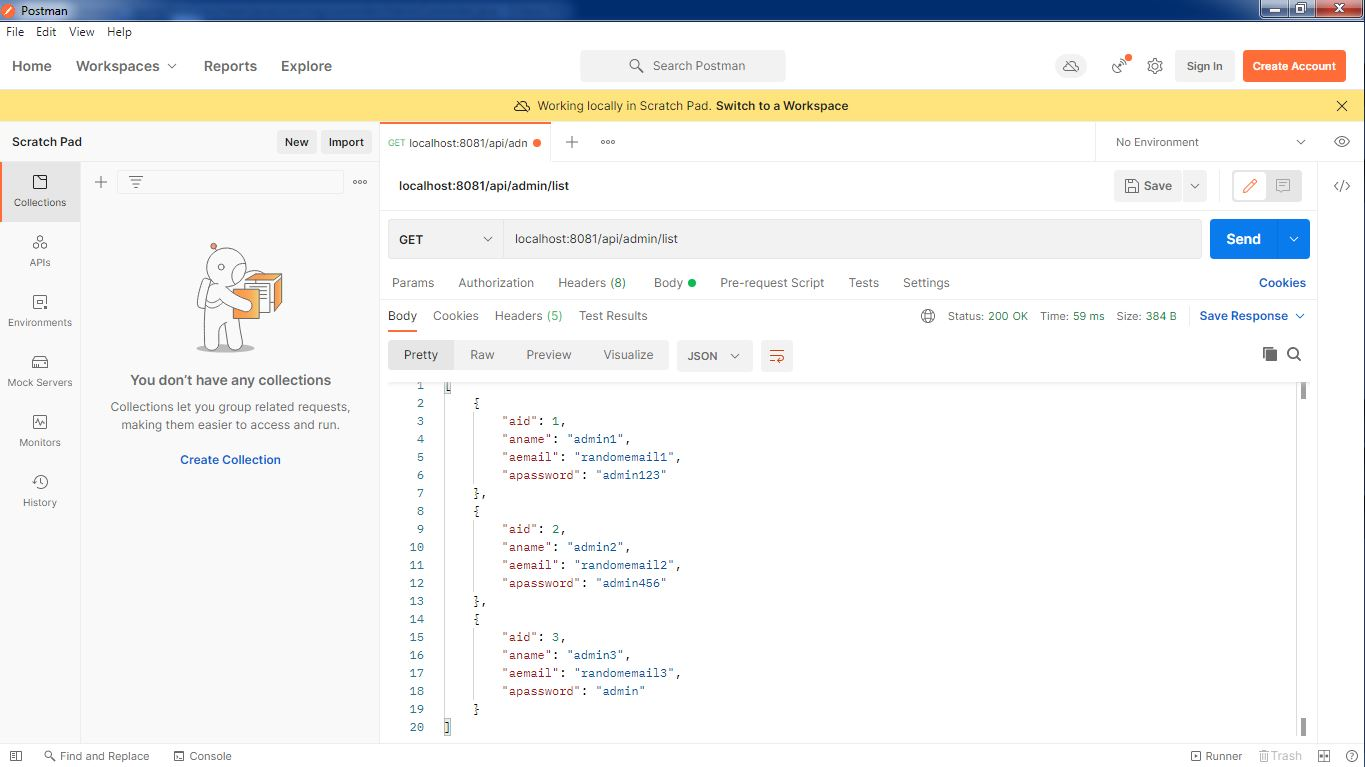 Postman
File Edit View Help
Home Workspaces Reports Explore Search Postman Sign In Create Account
Working locally in Scratch Pad. Switch to a Workspace
Scratch Pad New Import GET localhost:8081/api/adn No Environment
Collections
APIs
Environments
Mock Servers
Monitors
History
You don't have any collections
Collections let you group related requests,
making them easier to access and run.
Create Collection
localhost:8081/api/admin/list Save
GET localhost:8081/api/admin/list Send
Params Authorization Headers (8) Body Pre-request Script Tests Settings Cookies
Body Cookies Headers (5) Test Results Status: 200 OK Time: 59 ms Size: 384 B Save Response
Pretty Raw Preview Visualize JSON
1 [
2 {
3 "aid": 1,
4 "aname": "admin1",
5 "aemail": "randomemail1",
6 "apassword": "admin123"
7 },
8 {
9 "aid": 2,
10 "aname": "admin2",
11 "aemail": "randomemail2",
12 "apassword": "admin456"
13 },
14 {
15 "aid": 3,
16 "aname": "admin3",
17 "aemail": "randomemail3",
18 "apassword": "admin"
19 }
20 ]
Find and Replace Console Runner Trash